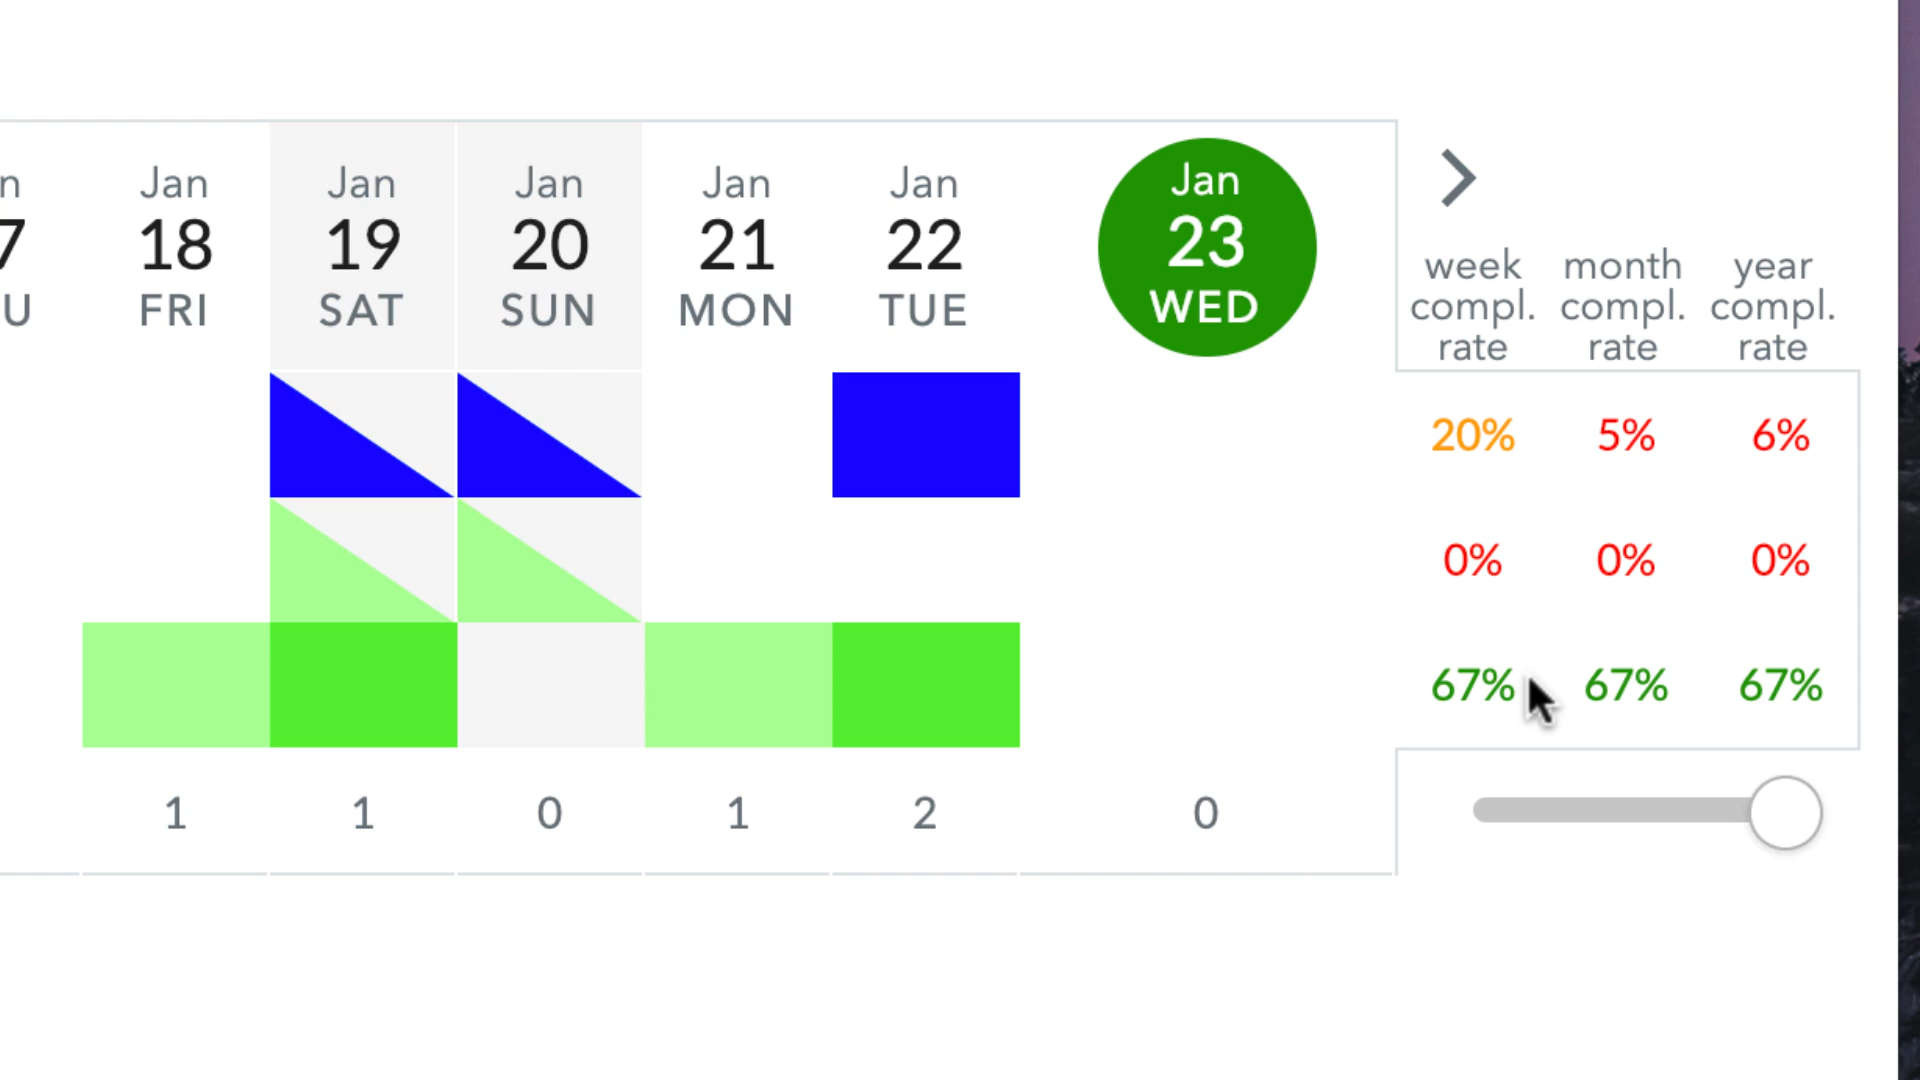 n Jan Jan Jan Jan Jan Jan
7 18 19 20 21 22 23
U FRI SAT SUN MON TUE WED
week month year
compl. compl. compl.
rate rate rate
20% 5% 6%
0% 0% 0%
67% 67% 67%
1 1 0 1 2 0